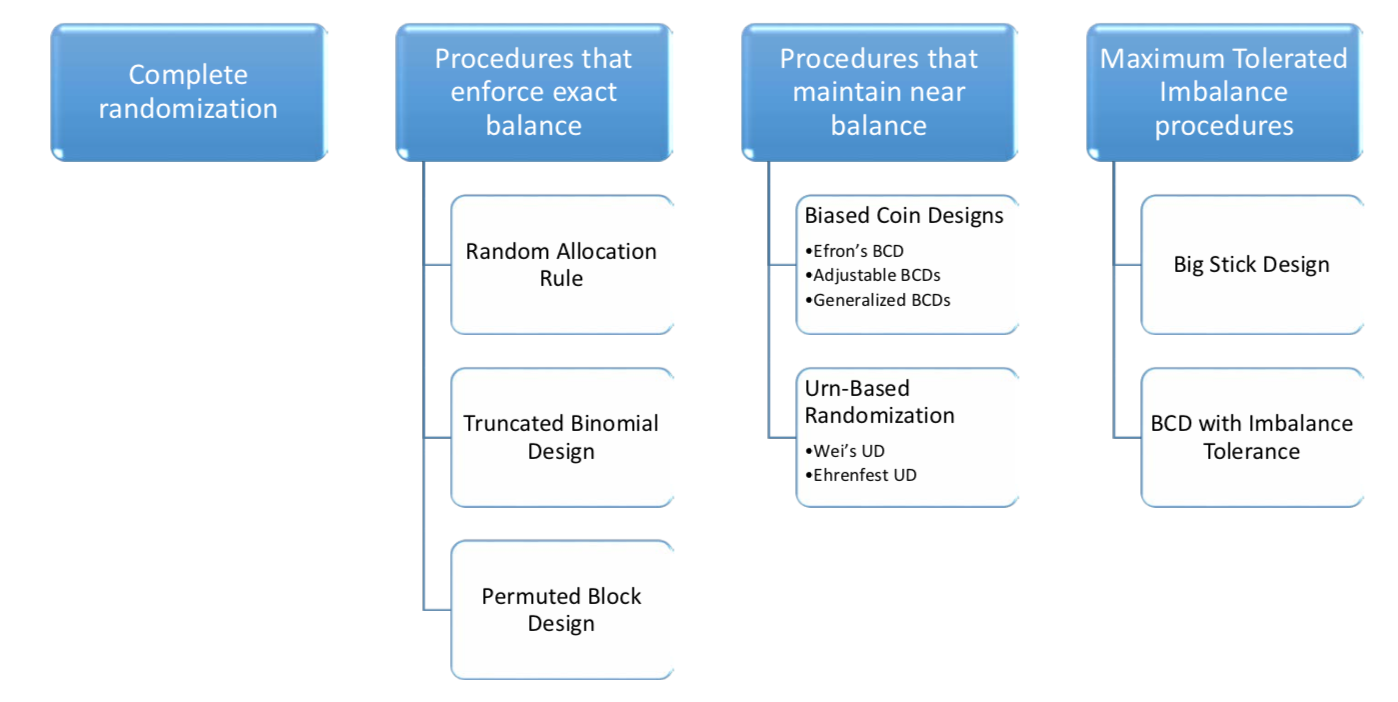 Complete
randomization
Procedures that
enforce exact
balance
Random Allocation
Rule
Truncated Binomial
Design
Permuted Block
Design
Procedures that
maintain near
balance
Biased Coin Designs
•Efron's BCD
•Adjustable BCDs
•Generalized BCDs
Urn-Based
Randomization
•Wei's UD
•Ehrenfest UD
Maximum Tolerated
Imbalance
procedures
Big Stick Design
BCD with Imbalance
Tolerance